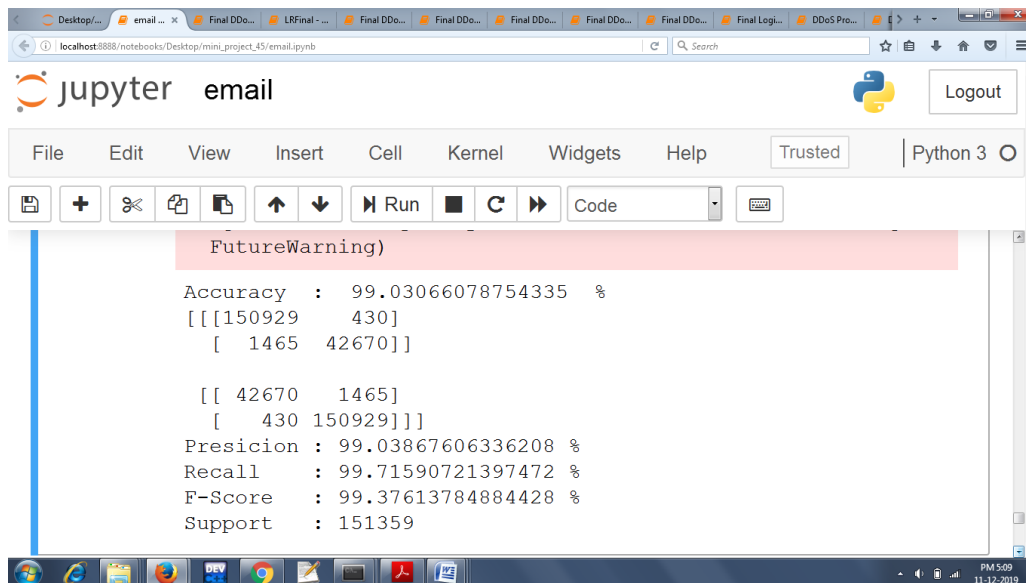 Desktop/...
email ...
Final DDo...
LRFinal - ...
Final DDo...
Final DDo...
Final DDo...
Final DDo...
Final DDo...
Final Logi...
DDoS Pro...
localhost:8888/notebooks/Desktop/mini_project_45/email.ipynb
Search
jupyter email
Logout
File Edit View Insert Cell Kernel Widgets Help Trusted Python 3
Run Code
FutureWarning)
Accuracy : 99.03066078754335 %
[[[150929 430]
[ 1465 42670]]
[[ 42670 1465]
[ 430 150929]]]
Presicion : 99.03867606336208 %
Recall : 99.71590721397472 %
F-Score : 99.37613784884428 %
Support : 151359
DEV
PM 5:09
11-12-2019